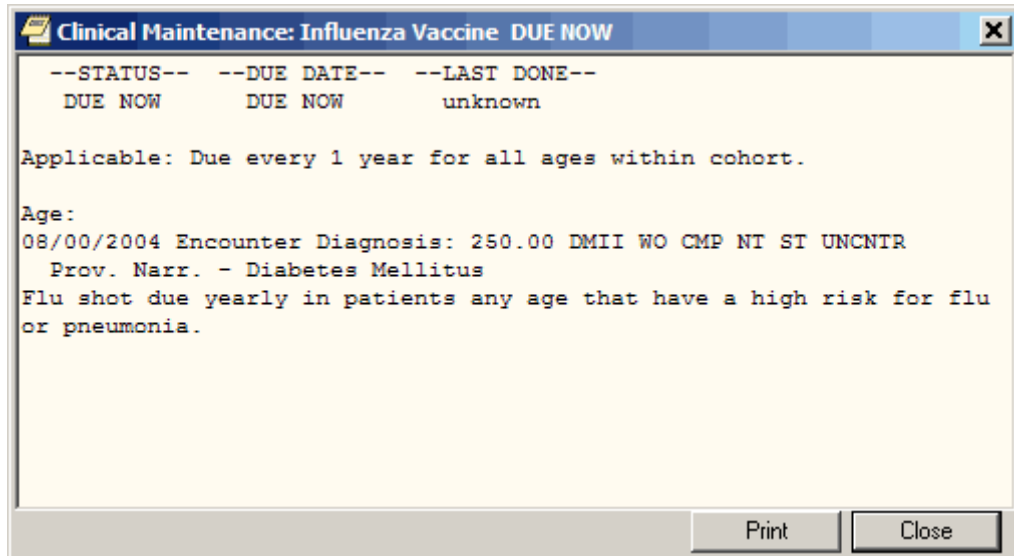 Clinical Maintenance: Influenza Vaccine  DUE NOW
--STATUS--  --DUE DATE--  --LAST DONE--
DUE NOW       DUE NOW        unknown
Applicable: Due every 1 year for all ages within cohort.
Age:
08/00/2004 Encounter Diagnosis: 250.00 DMII WO CMP NT ST UNCNTR
Prov. Narr. - Diabetes Mellitus
Flu shot due yearly in patients any age that have a high risk for flu
or pneumonia.
Print Close